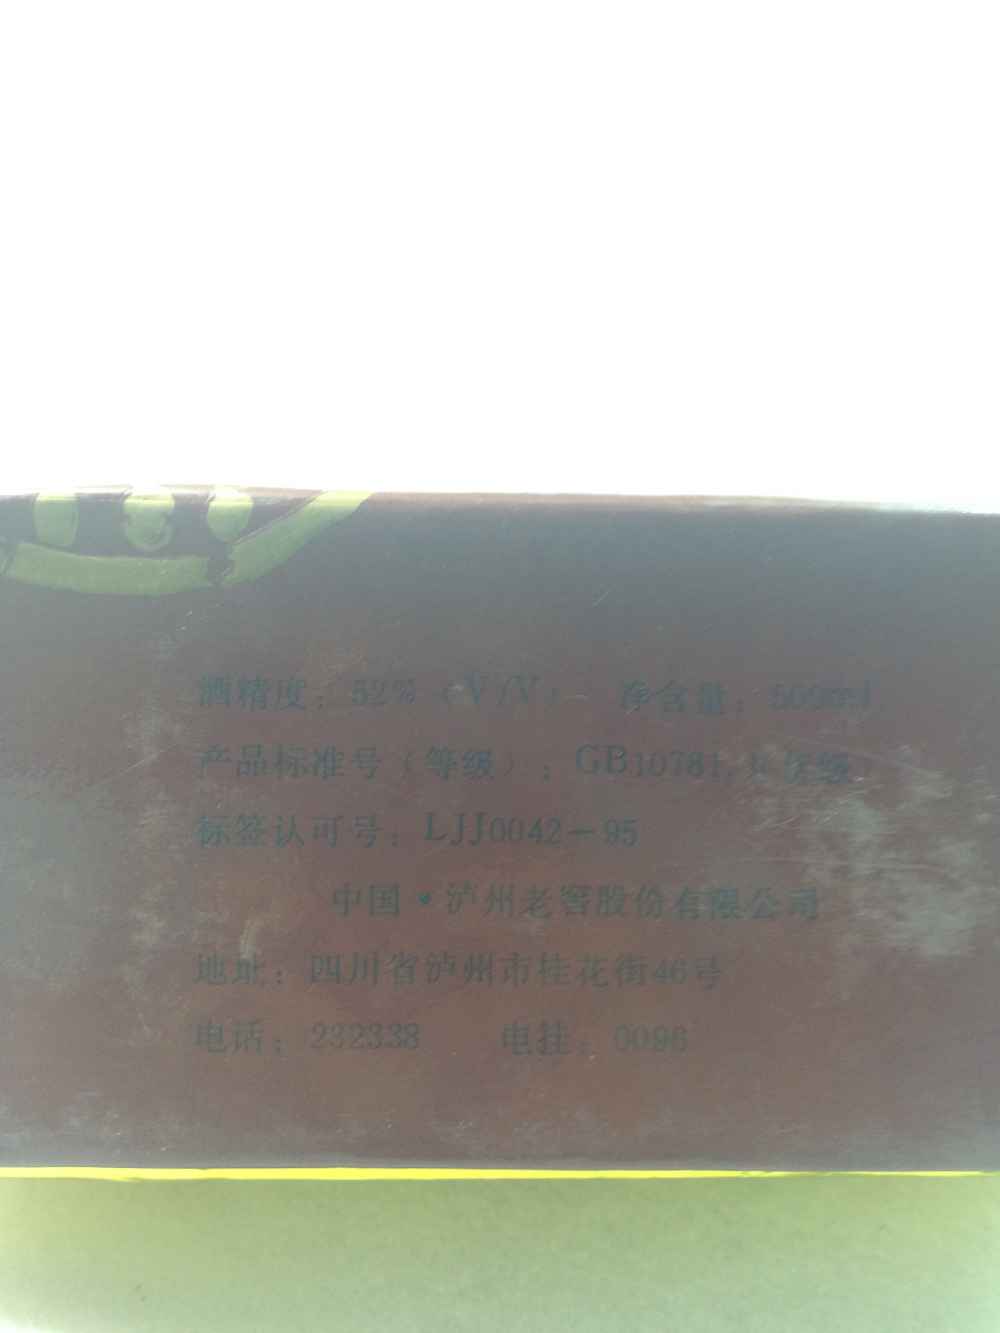 酒精度：52%（V/V） 净含量：500ml
产品标准号（等级）：GB10781.1（优级）
标签认可号：LJJ0042－95
中国·泸州老窖股份有限公司
地址：四川省泸州市桂花街46号
电话：232338 电挂：0096